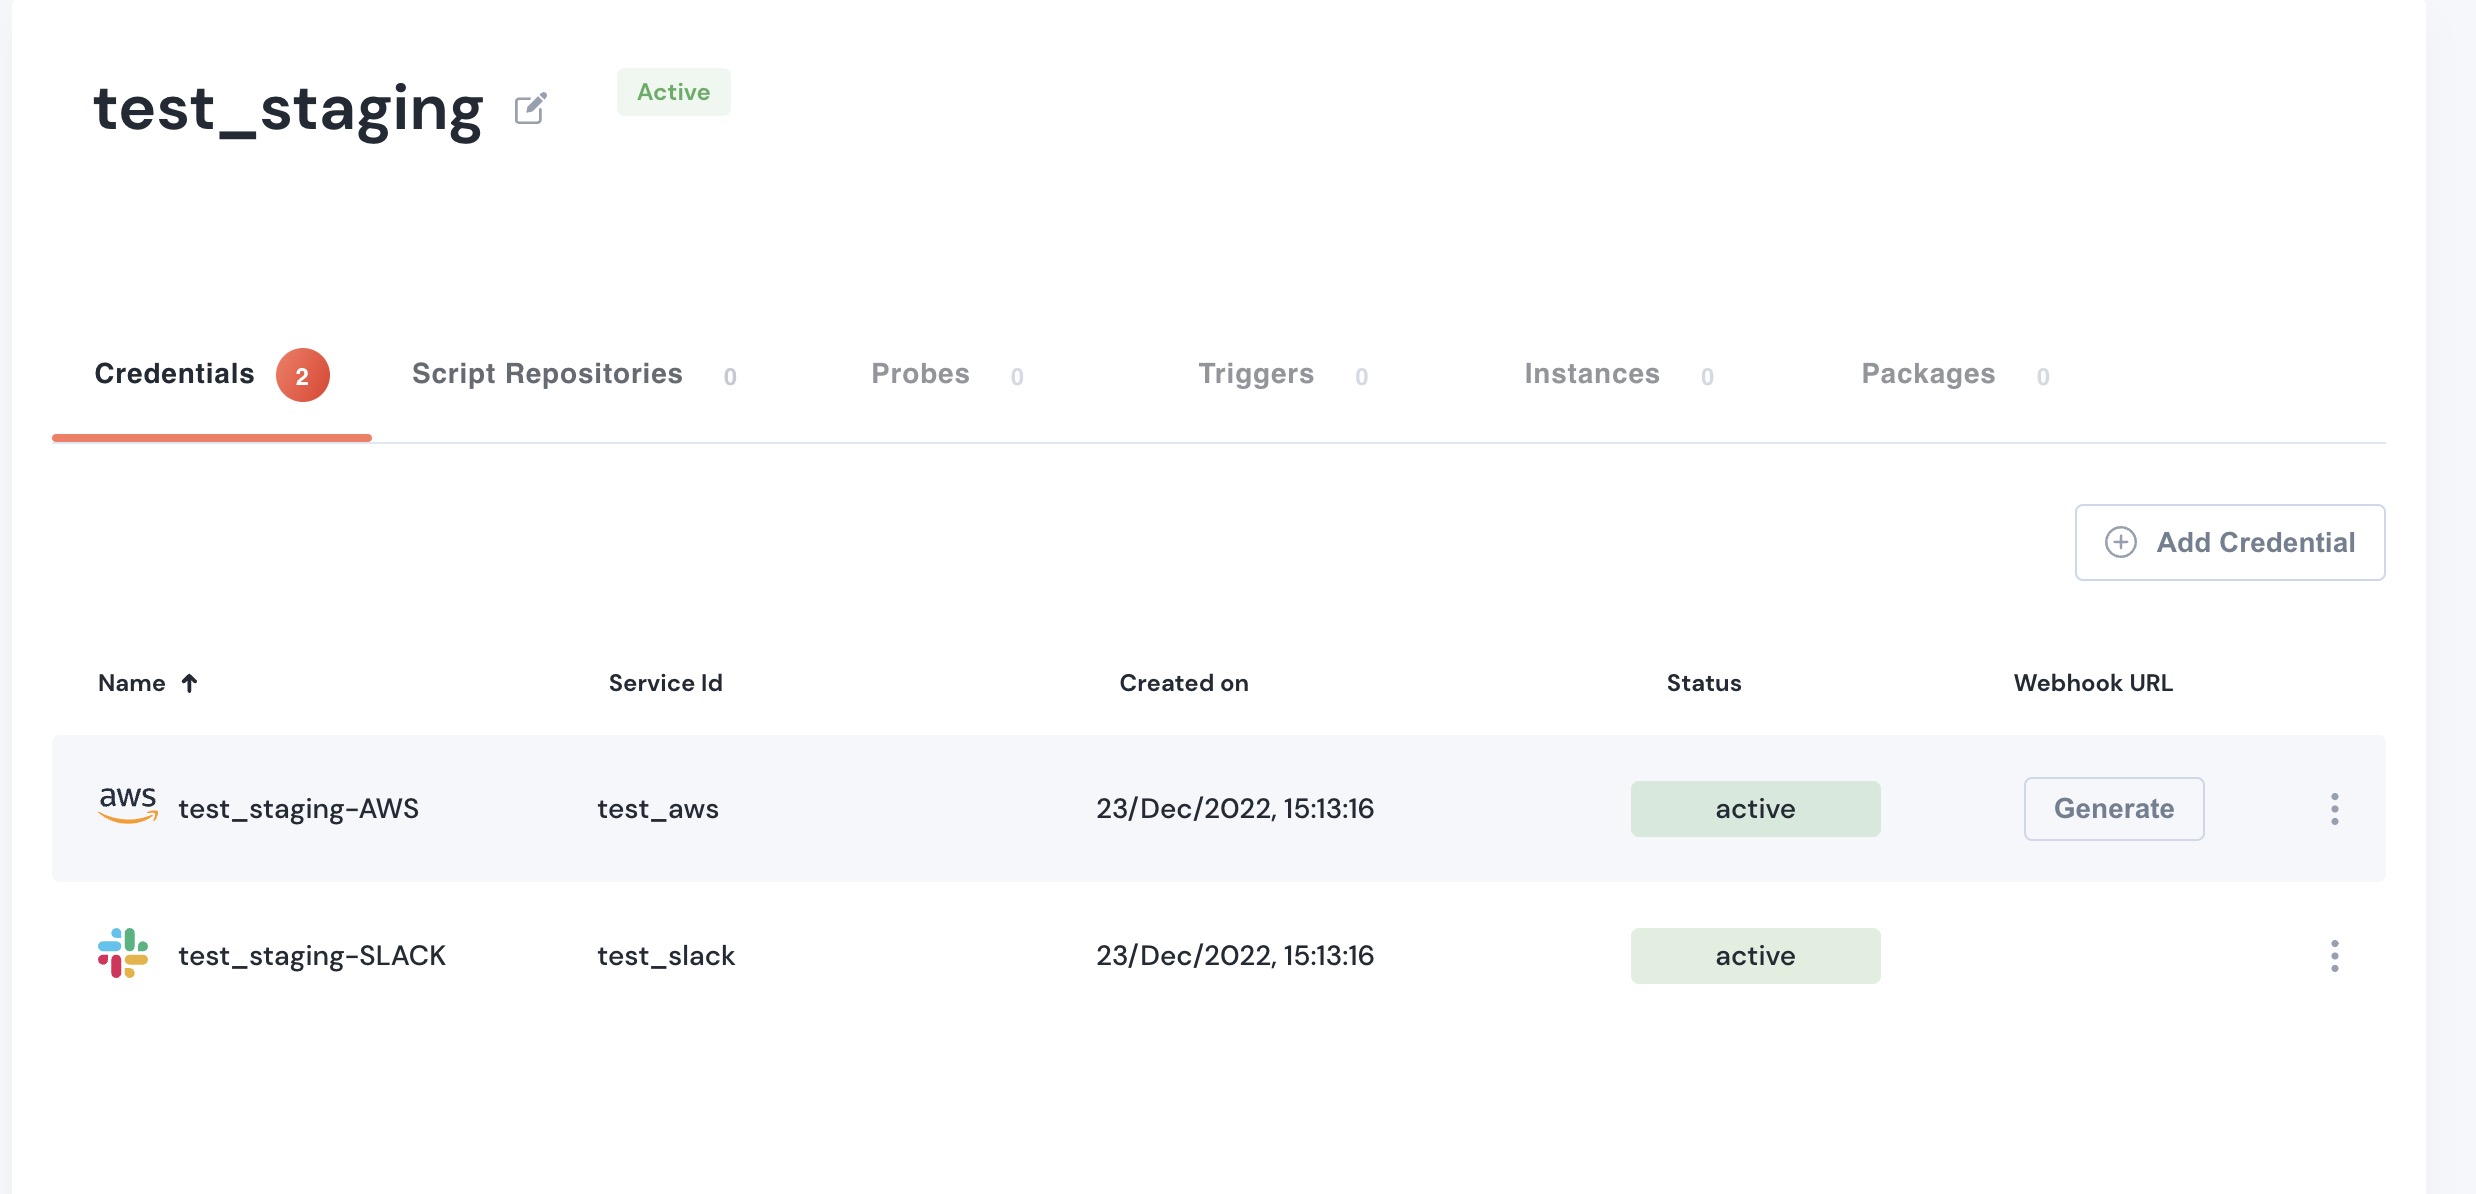 test_staging Active
Credentials 2 Script Repositories 0 Probes 0 Triggers 0 Instances 0 Packages 0
Add Credential
Name Service Id Created on Status Webhook URL
aws test_staging-AWS test_aws 23/Dec/2022, 15:13:16 active Generate
test_staging-SLACK test_slack 23/Dec/2022, 15:13:16 active